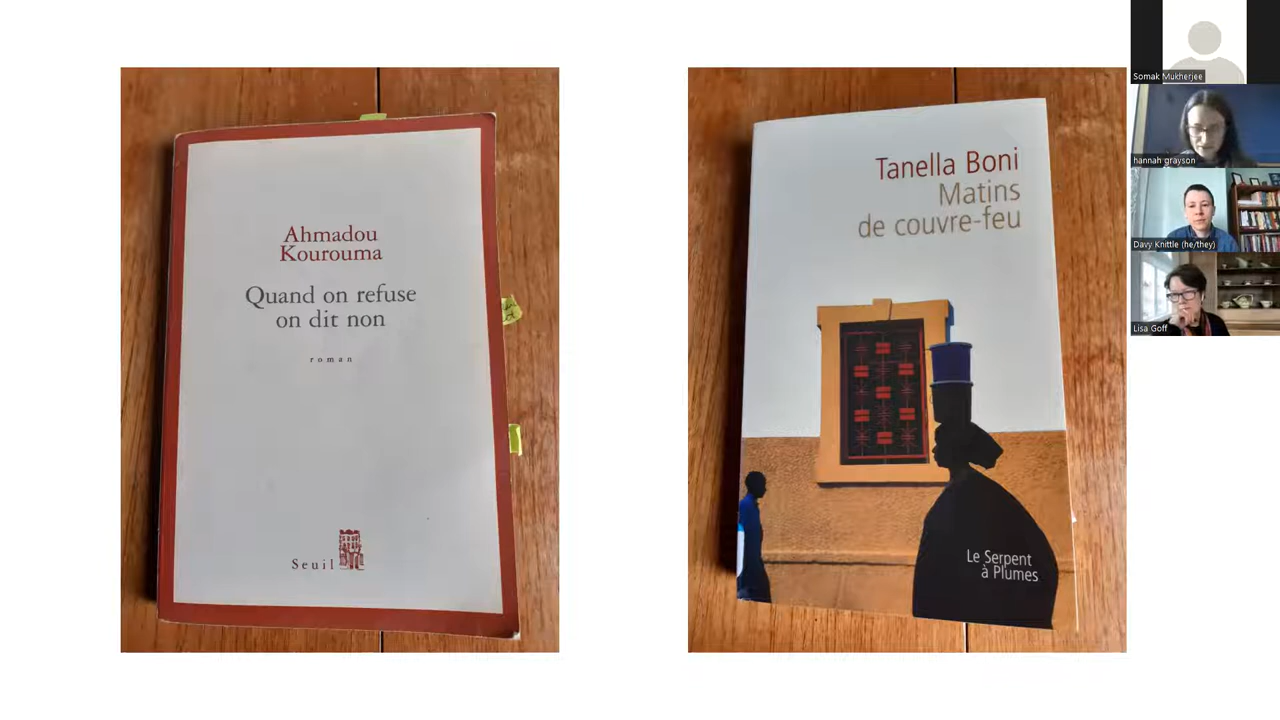 Ahmadou
Kourouma
Quand on refuse
on dit non
roman
Seuil
Tanella Boni
Matins
de couvre-feu
Le Serpent
à Plumes
Somak Mukherjee
hannah grayson
Davy Knittle (he/they)
Lisa Goff